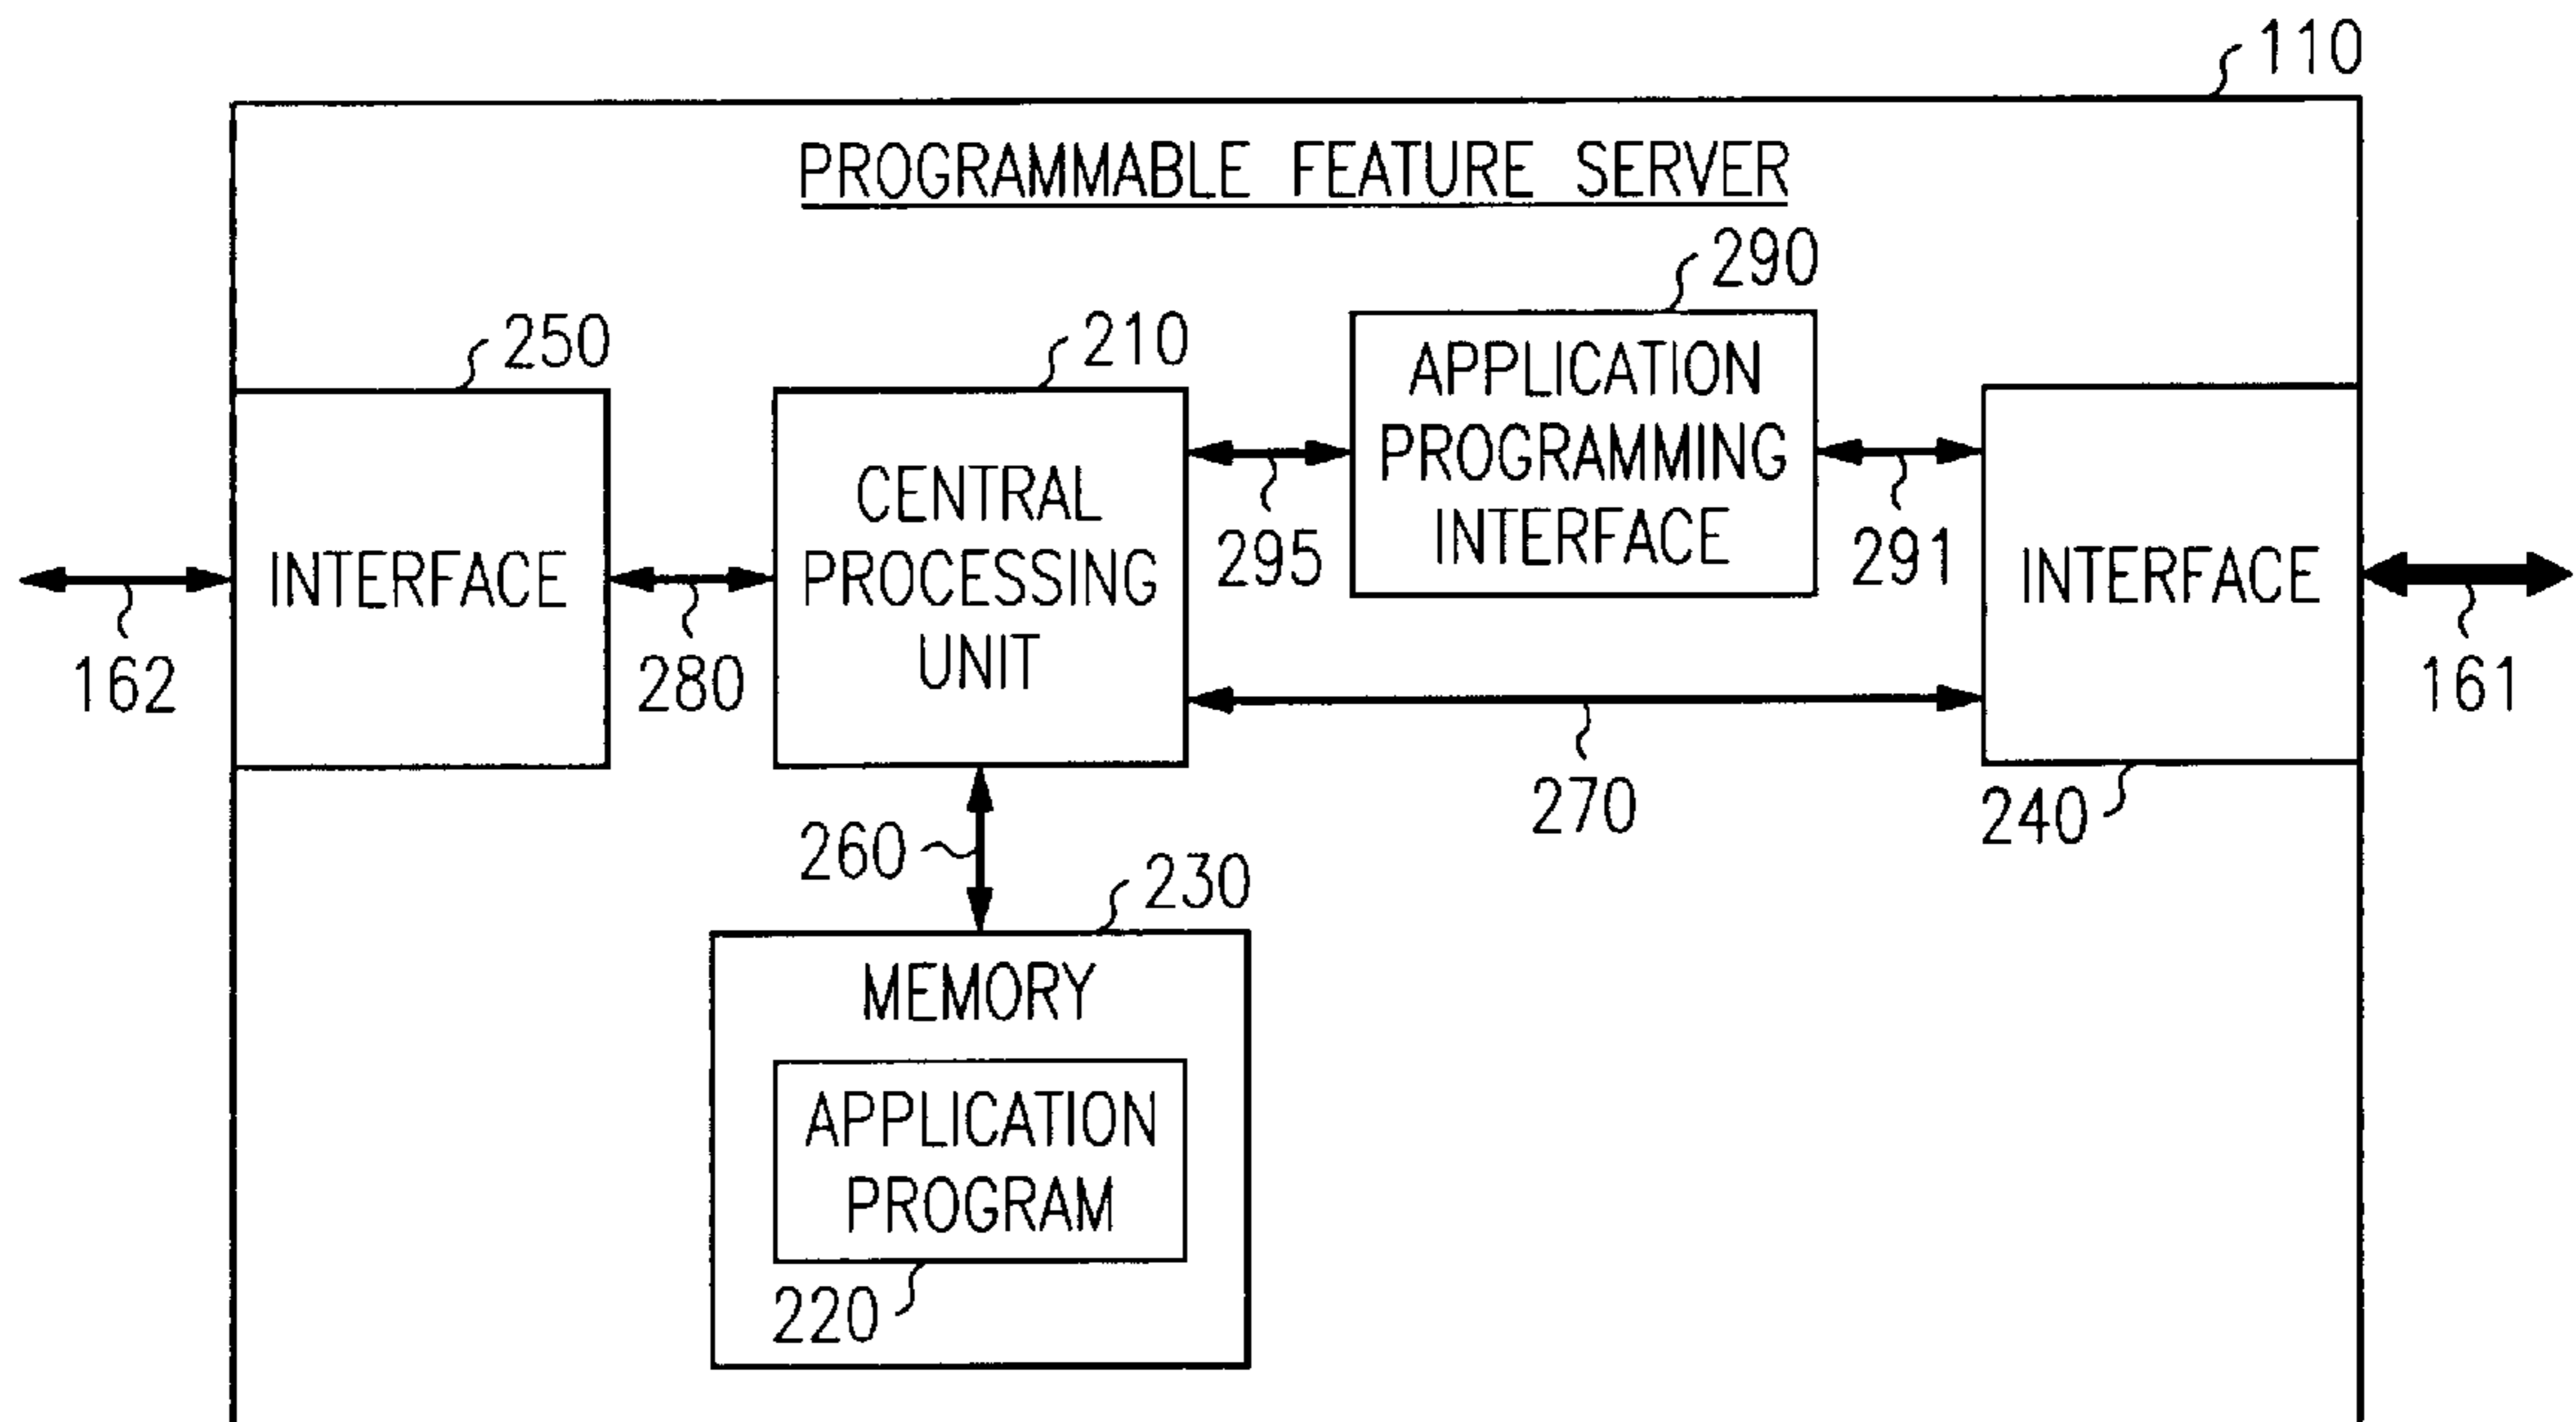 110
PROGRAMMABLE FEATURE SERVER
290
250
210
APPLICATION
PROGRAMMING
INTERFACE
CENTRAL
PROCESSING
UNIT
INTERFACE
INTERFACE
295
291
162
280
161
270
240
260
230
MEMORY
APPLICATION
PROGRAM
220